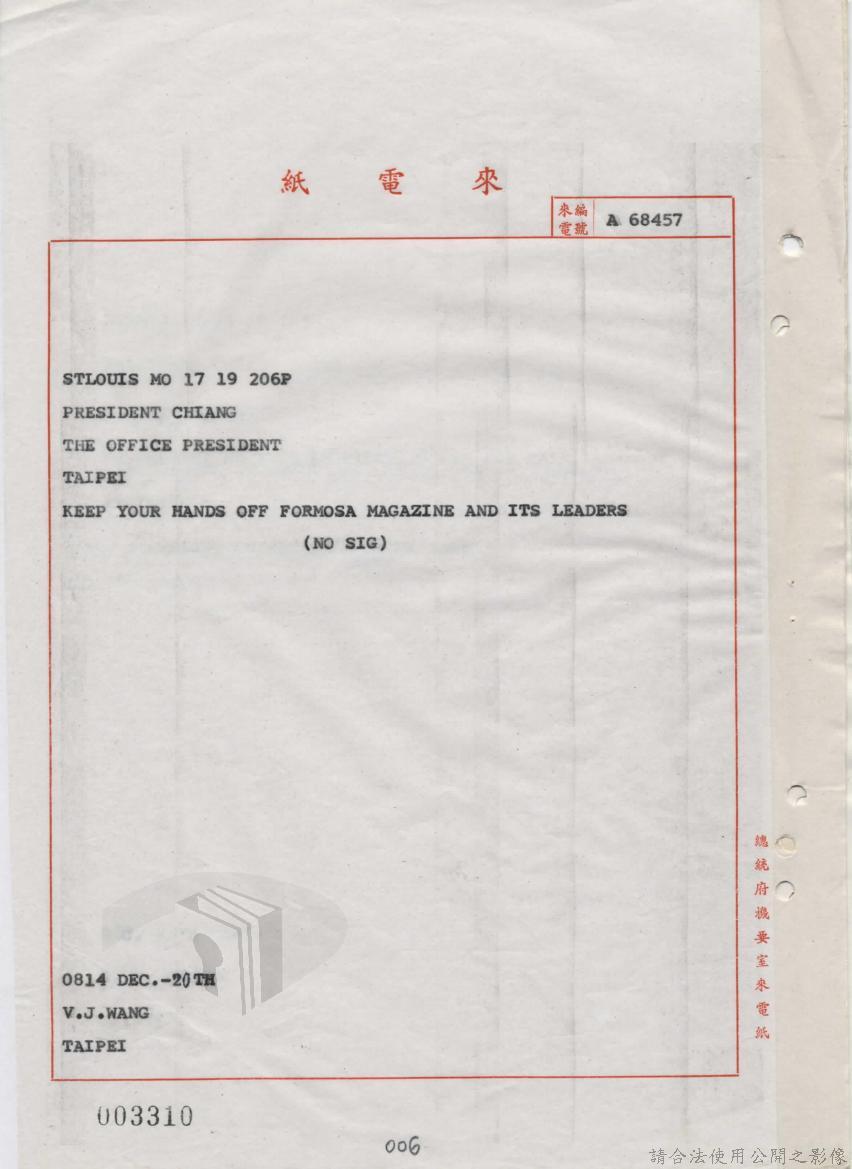 紙電來
來電 編號 A 68457
STLOUIS MO 17 19 206P
PRESIDENT CHIANG
THE OFFICE PRESIDENT
TAIPEI
KEEP YOUR HANDS OFF FORMOSA MAGAZINE AND ITS LEADERS
(NO SIG)
0814 DEC.-20TH
V.J.WANG
TAIPEI
總統府機要室來電紙
003310
006
請合法使用公開之影像